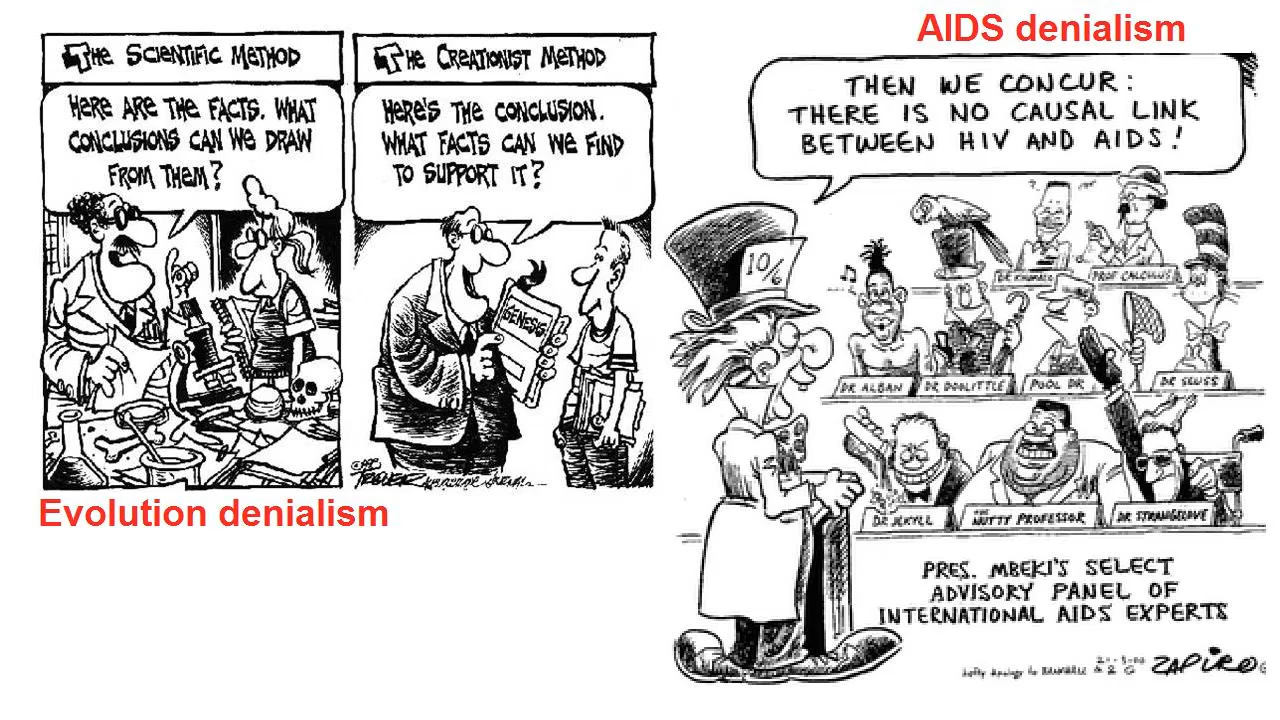 THE SCIENTIFIC METHOD
HERE ARE THE FACTS. WHAT
CONCLUSIONS CAN WE DRAW
FROM THEM?
THE CREATIONIST METHOD
HERE'S THE CONCLUSION.
WHAT FACTS CAN WE FIND
TO SUPPORT IT?
GENESIS
Evolution denialism
AIDS denialism
THEN WE CONCUR:
THERE IS NO CAUSAL LINK
BETWEEN HIV AND AIDS!
10/6
PROF CALCULUS
DR ALBAN
DR DOOLITTLE
POOL DR
DR SEUSS
DR JEKYLL
THE NUTTY PROFESSOR
DR STRANGELOVE
PRES. MBEKI'S SELECT
ADVISORY PANEL OF
INTERNATIONAL AIDS EXPERTS
ZAPIRO